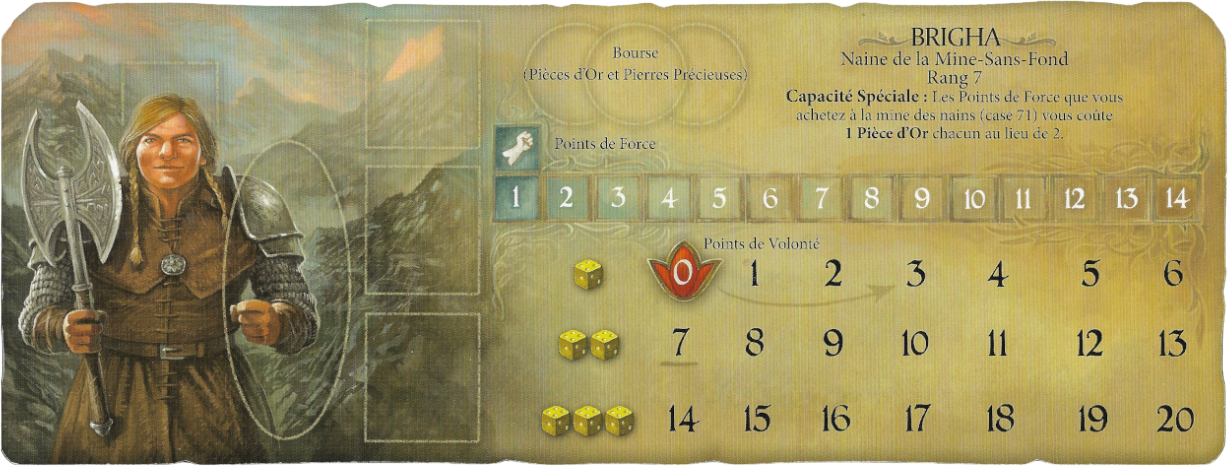 Bourse
(Pièces d'Or et Pierres Précieuses)
BRIGHA
Naine de la Mine-Sans-Fond
Rang 7
Capacité Spéciale : Les Points de Force que vous
achetez à la mine des nains (case 71) vous coûte
1 Pièce d'Or chacun au lieu de 2.
Points de Force
1 2 3 4 5 6 7 8 9 10 11 12 13 14
Points de Volonté
0 1 2 3 4 5 6
7 8 9 10 11 12 13
14 15 16 17 18 19 20